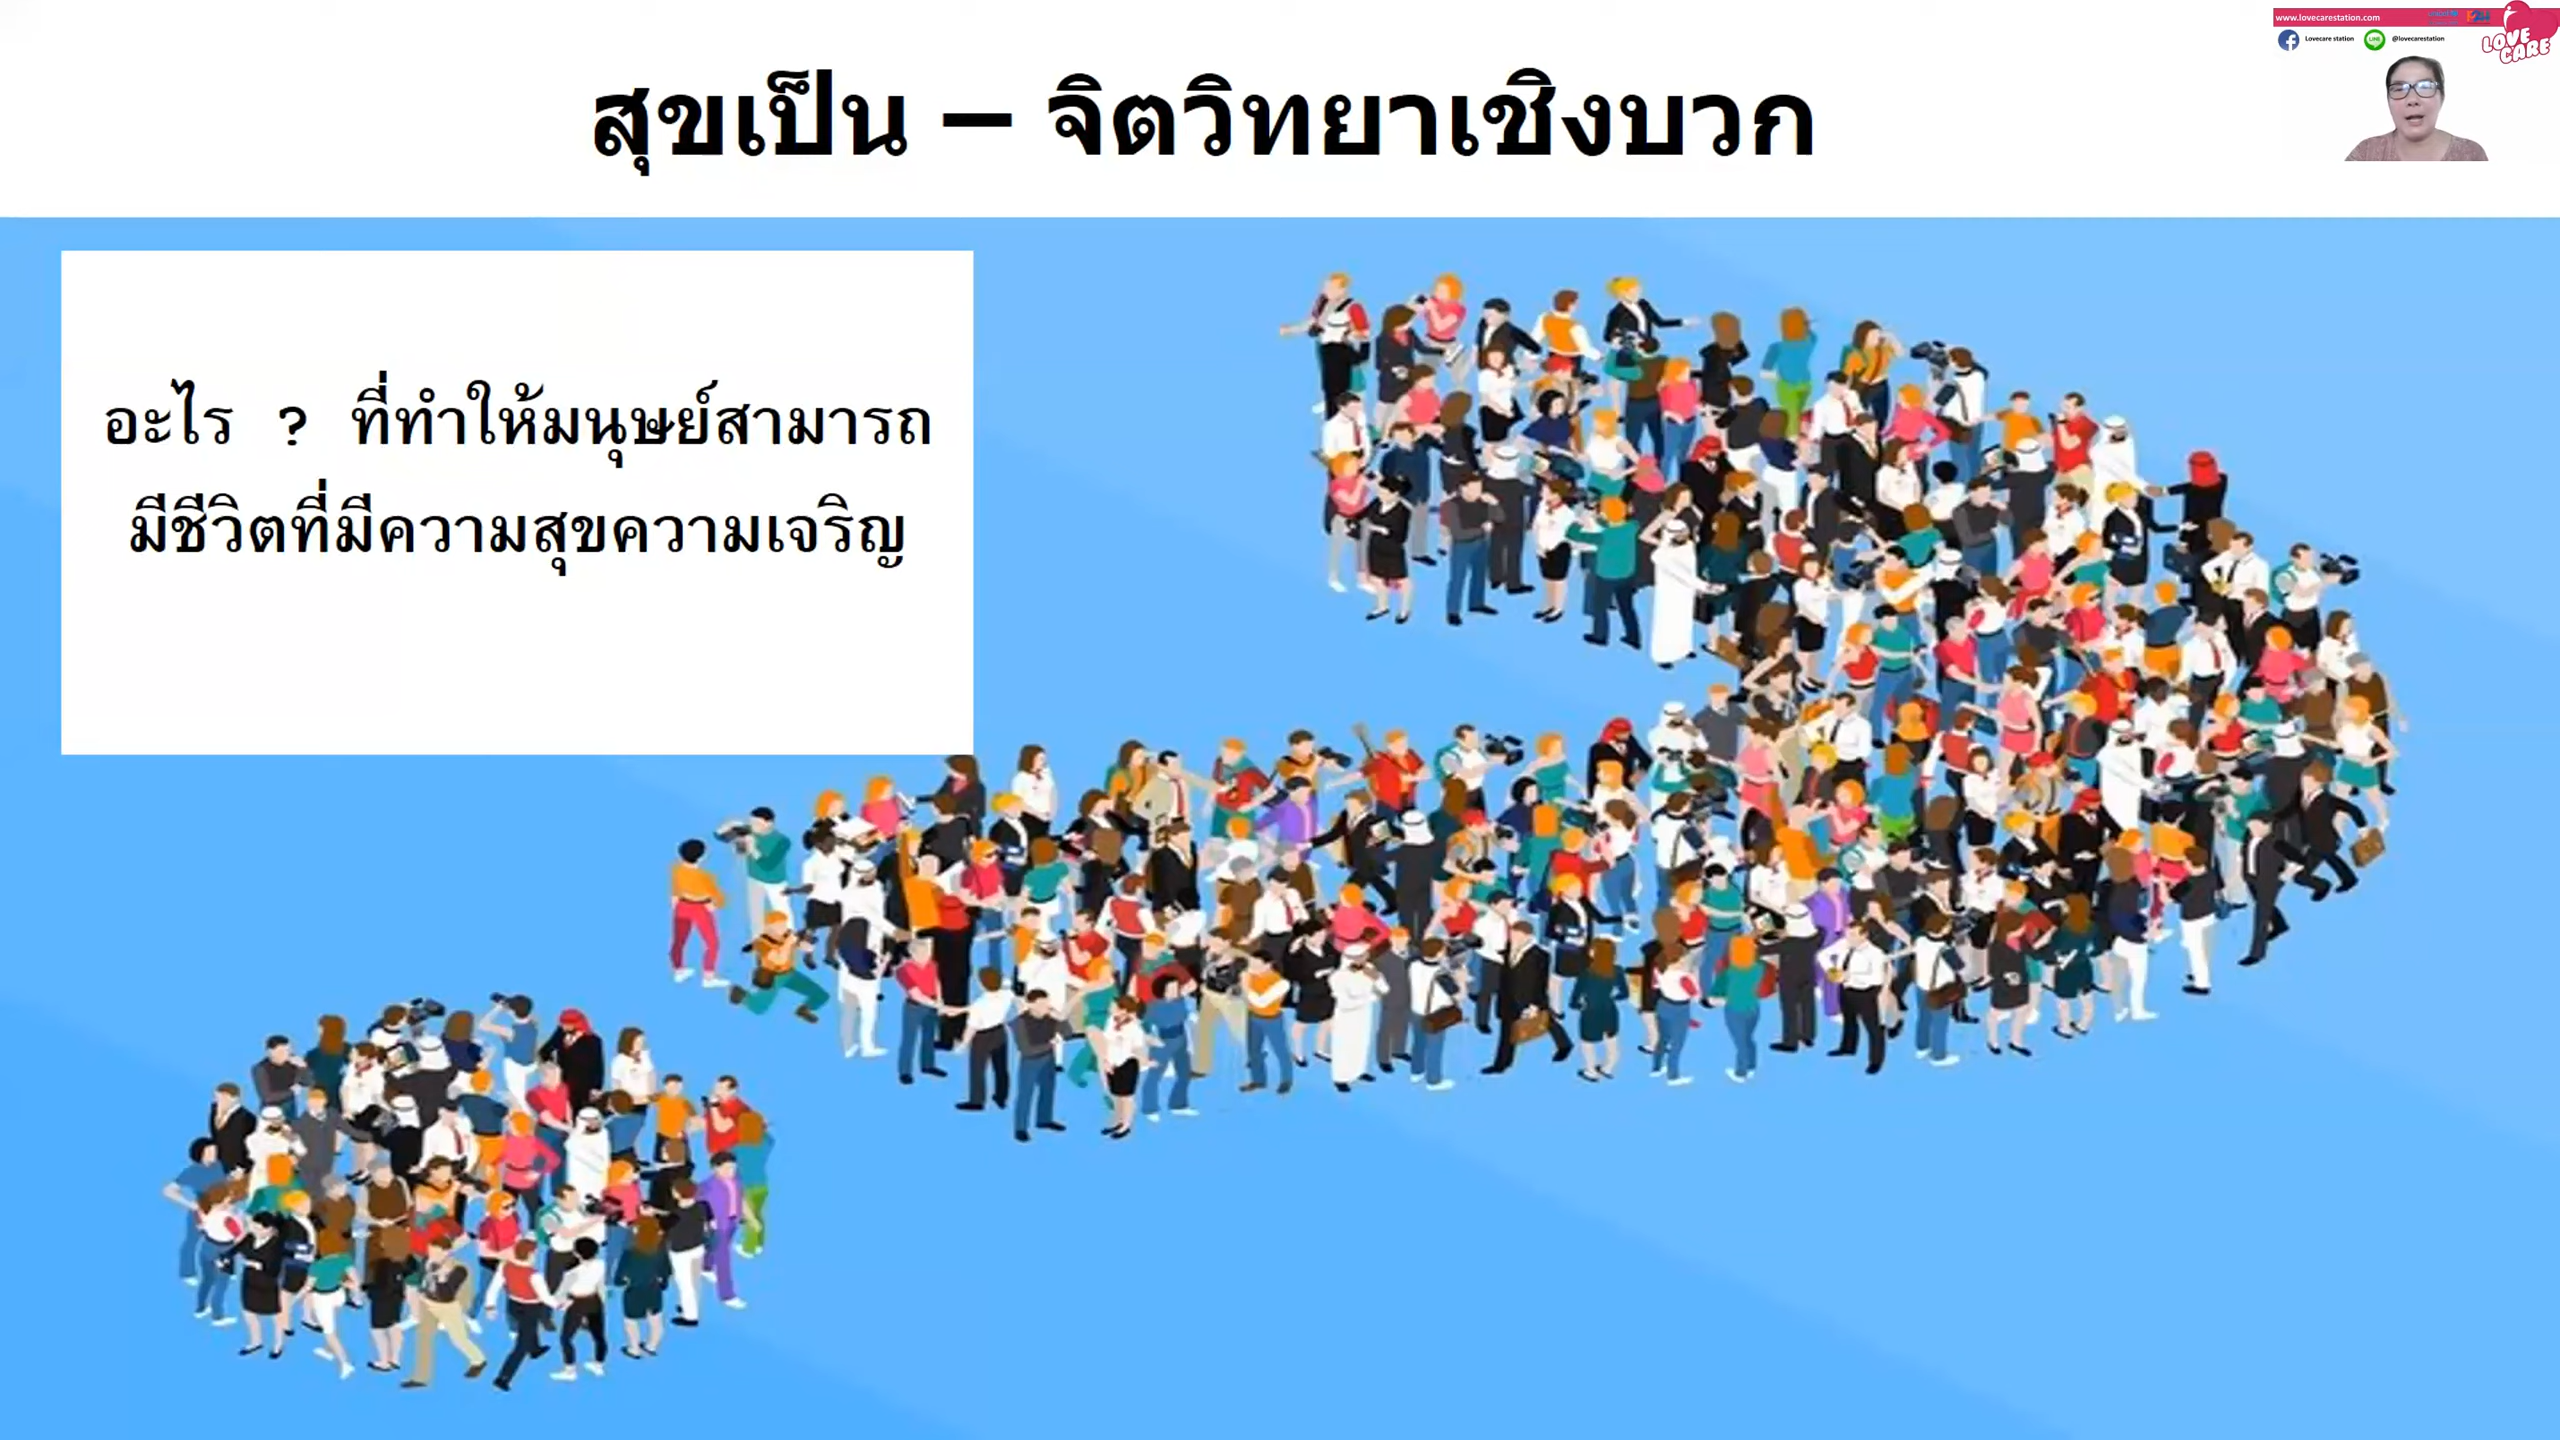 www.lovecarestation.com
Lovecare station
LINE
@lovecarestation
LOVE
CARE
สุขเป็น – จิตวิทยาเชิงบวก
อะไร ? ที่ทำให้มนุษย์สามารถ
มีชีวิตที่มีความสุขความเจริญ